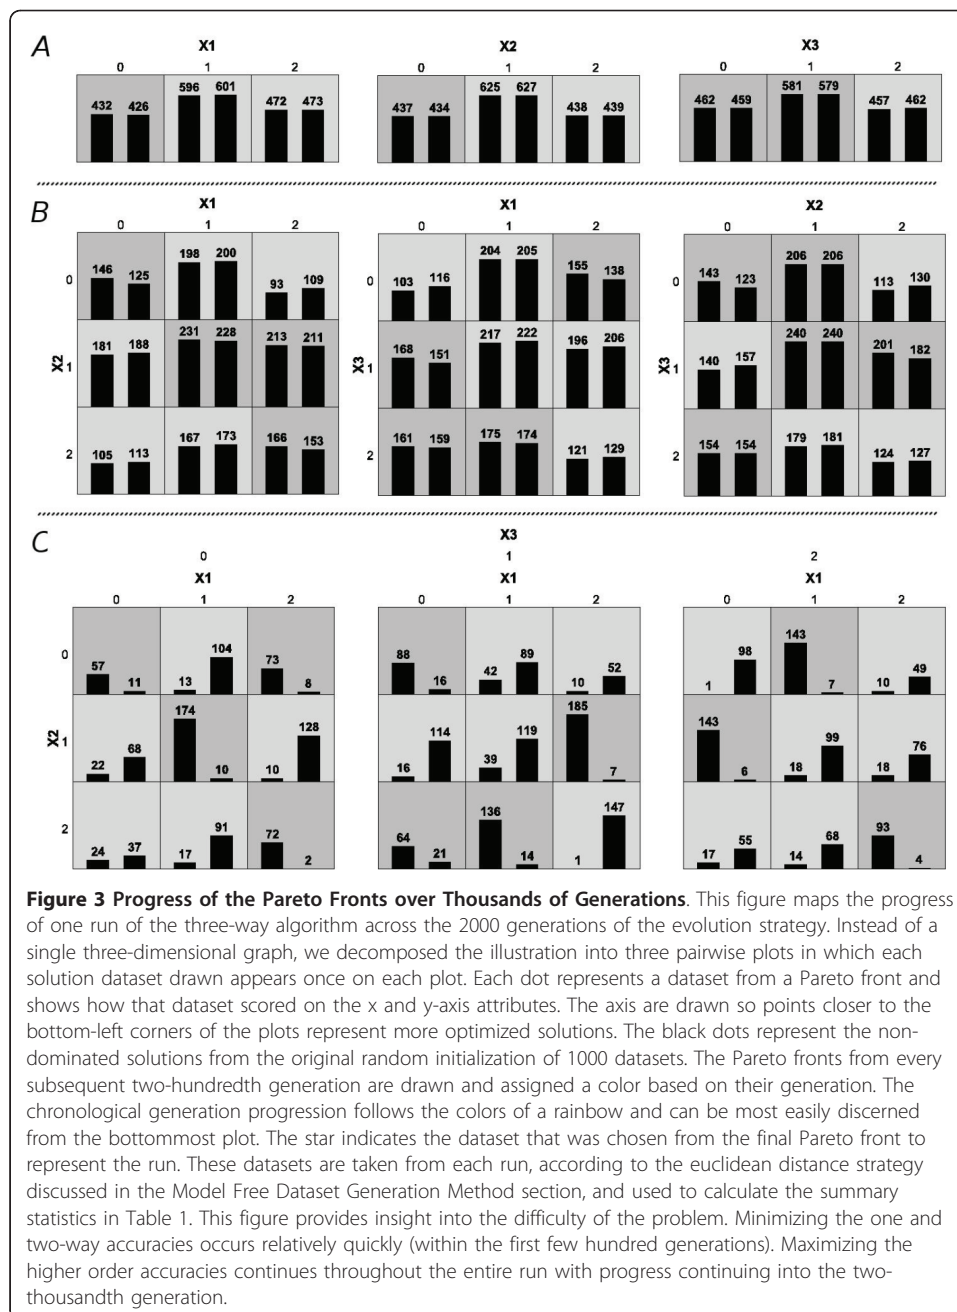 A
X1
X2
X3
0 1 2
0 1 2
0 1 2
432 426 596 601 472 473
437 434 625 627 438 439
462 459 581 579 457 462
B
X1
X1
X2
0 1 2
0 1 2
0 1 2
0
146 125 198 200 93 109
103 116 204 205 155 138
143 123 206 206 113 130
X2 1
181 188 231 228 213 211
X3 1
168 151 217 222 196 206
X3 1
140 157 240 240 201 182
2
105 113 167 173 166 153
2
161 159 175 174 121 129
2
154 154 179 181 124 127
C
X3
0 1 2
X1
X1
X1
0 1 2
0 1 2
0 1 2
0
57 11 13 104 73 8
88 16 42 89 10 52
1 98 143 7 10 49
X2 1
22 68 174 10 10 128
16 114 39 119 185 7
143 6 18 99 18 76
2
24 37 17 91 72 2
64 21 136 14 1 147
17 55 14 68 93 4
Figure 3 Progress of the Pareto Fronts over Thousands of Generations. This figure maps the progress
of one run of the three-way algorithm across the 2000 generations of the evolution strategy. Instead of a
single three-dimensional graph, we decomposed the illustration into three pairwise plots in which each
solution dataset drawn appears once on each plot. Each dot represents a dataset from a Pareto front and
shows how that dataset scored on the x and y-axis attributes. The axis are drawn so points closer to the
bottom-left corners of the plots represent more optimized solutions. The black dots represent the non-
dominated solutions from the original random initialization of 1000 datasets. The Pareto fronts from every
subsequent two-hundredth generation are drawn and assigned a color based on their generation. The
chronological generation progression follows the colors of a rainbow and can be most easily discerned
from the bottommost plot. The star indicates the dataset that was chosen from the final Pareto front to
represent the run. These datasets are taken from each run, according to the euclidean distance strategy
discussed in the Model Free Dataset Generation Method section, and used to calculate the summary
statistics in Table 1. This figure provides insight into the difficulty of the problem. Minimizing the one and
two-way accuracies occurs relatively quickly (within the first few hundred generations). Maximizing the
higher order accuracies continues throughout the entire run with progress continuing into the two-
thousandth generation.